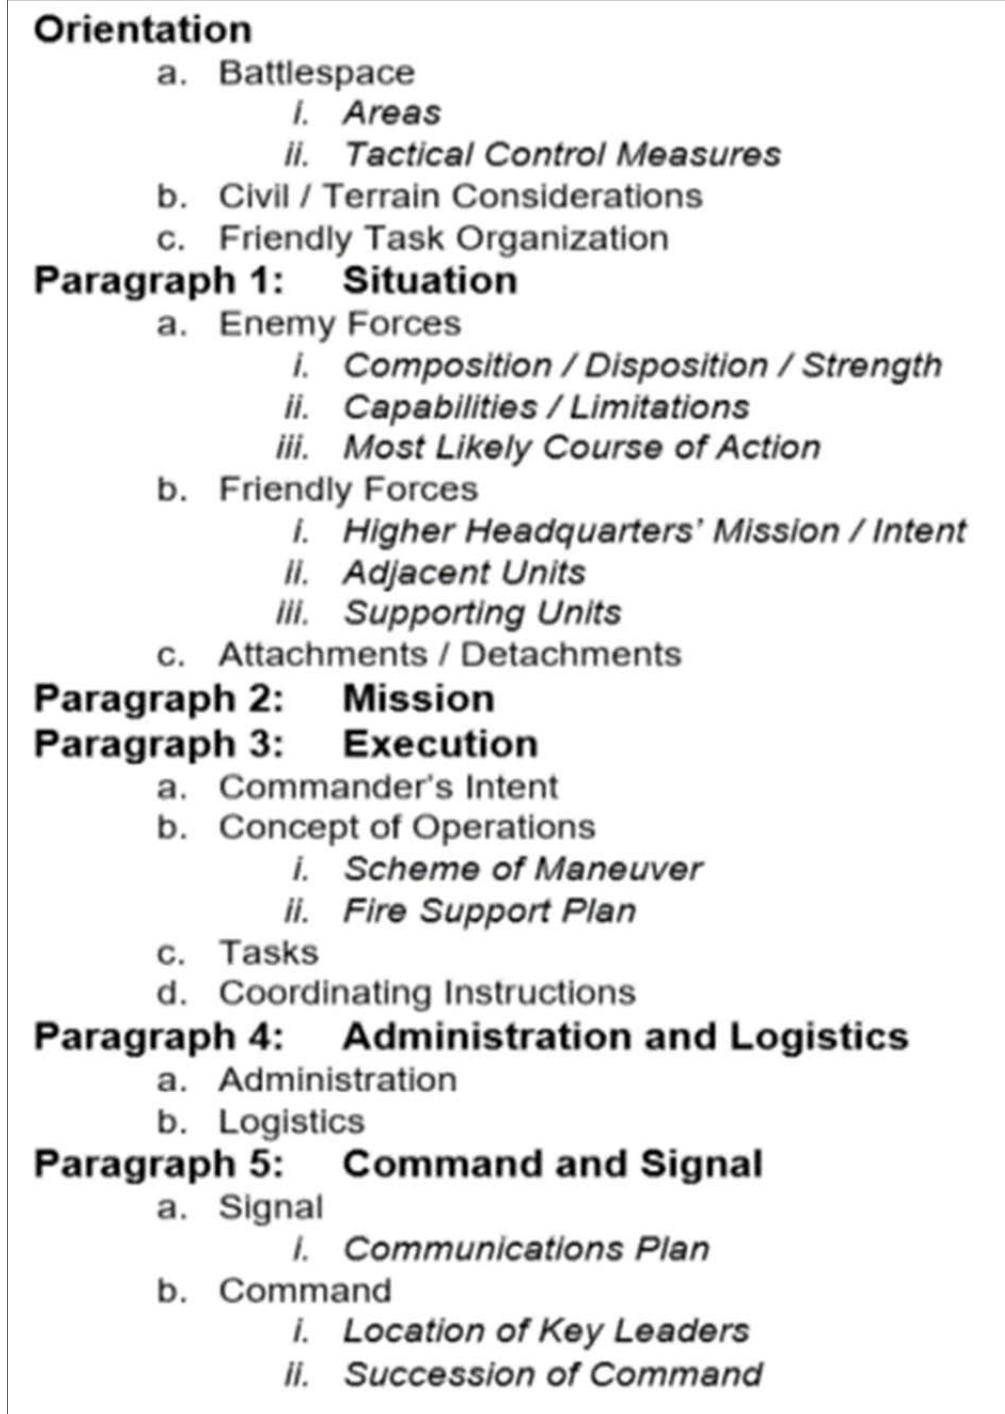 Orientation
a. Battlespace
i. Areas
ii. Tactical Control Measures
b. Civil / Terrain Considerations
c. Friendly Task Organization
Paragraph 1: Situation
a. Enemy Forces
i. Composition / Disposition / Strength
ii. Capabilities / Limitations
iii. Most Likely Course of Action
b. Friendly Forces
i. Higher Headquarters' Mission / Intent
ii. Adjacent Units
iii. Supporting Units
c. Attachments / Detachments
Paragraph 2: Mission
Paragraph 3: Execution
a. Commander's Intent
b. Concept of Operations
i. Scheme of Maneuver
ii. Fire Support Plan
c. Tasks
d. Coordinating Instructions
Paragraph 4: Administration and Logistics
a. Administration
b. Logistics
Paragraph 5: Command and Signal
a. Signal
i. Communications Plan
b. Command
i. Location of Key Leaders
ii. Succession of Command